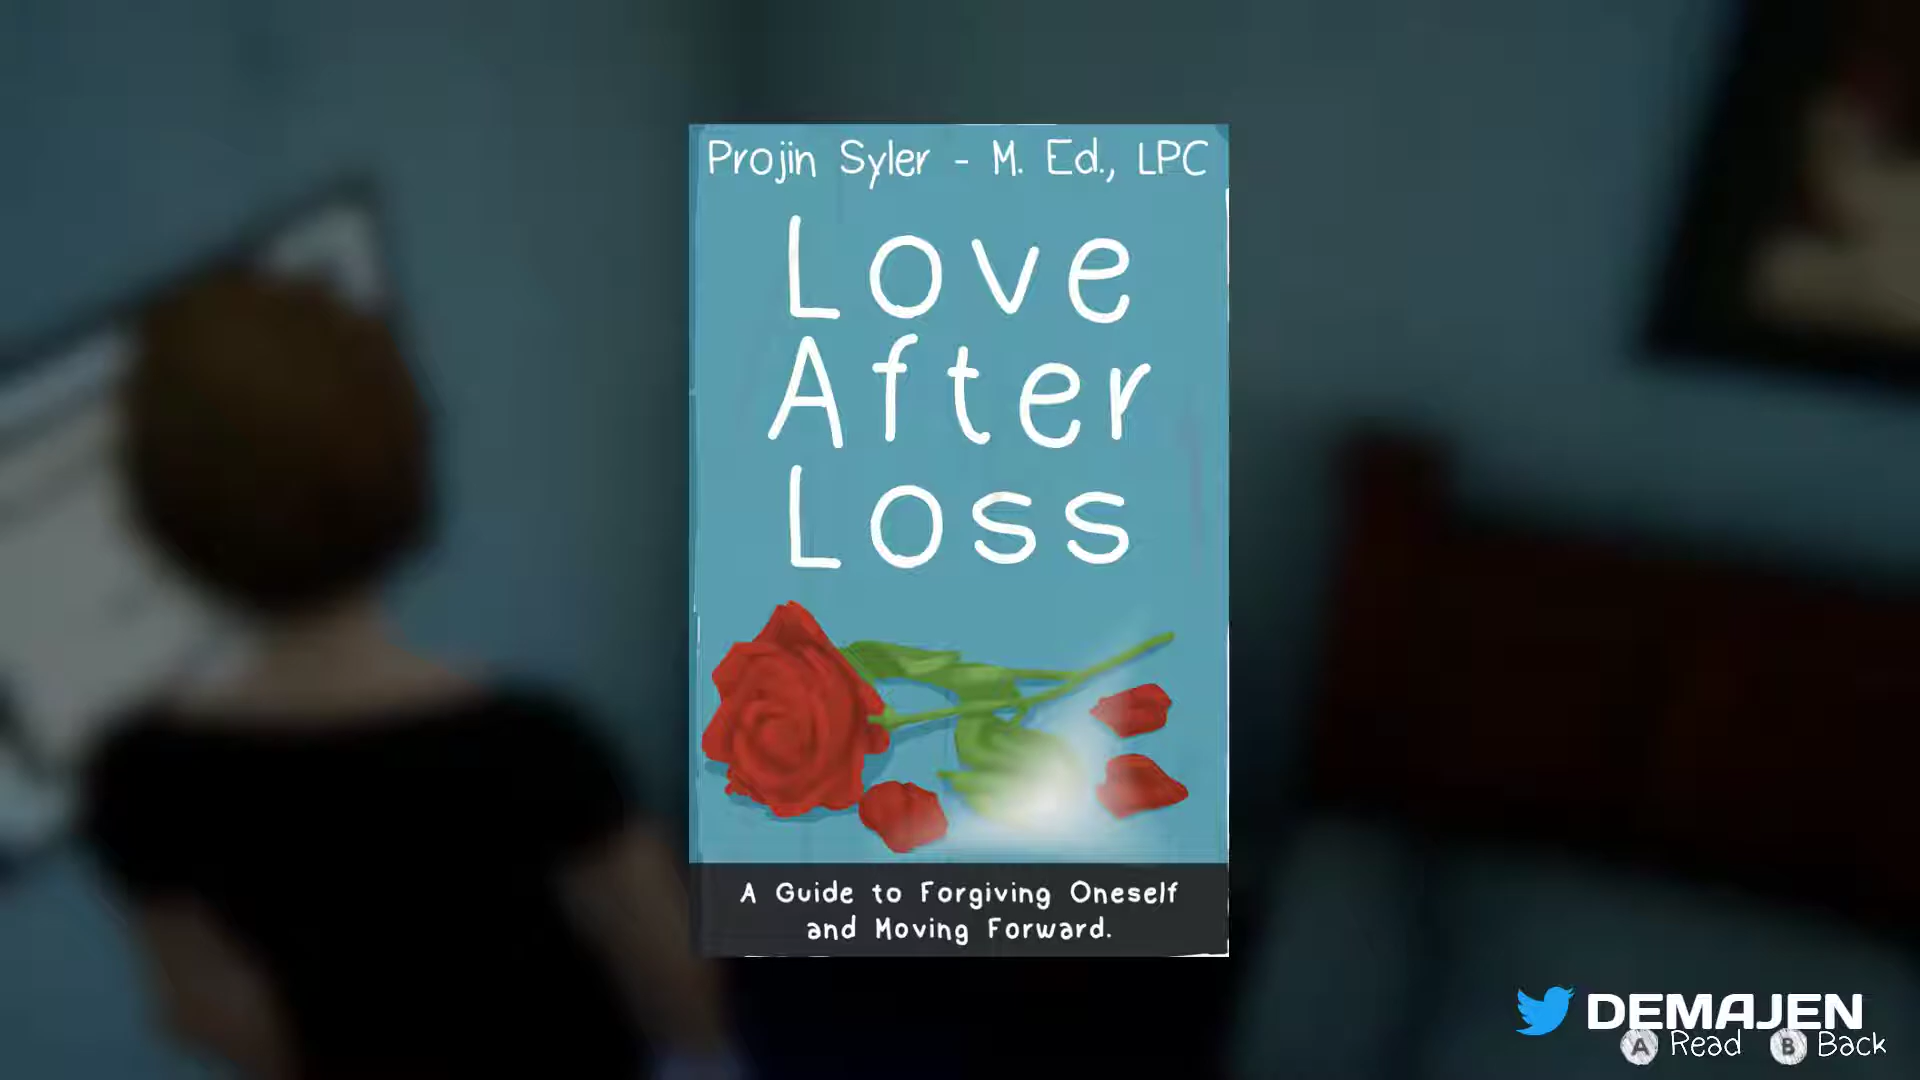 Projin Syler - M. Ed., LPC
Love
After
Loss
A Guide to Forgiving Oneself
and Moving Forward.
DEMAJEN
A Read B Back